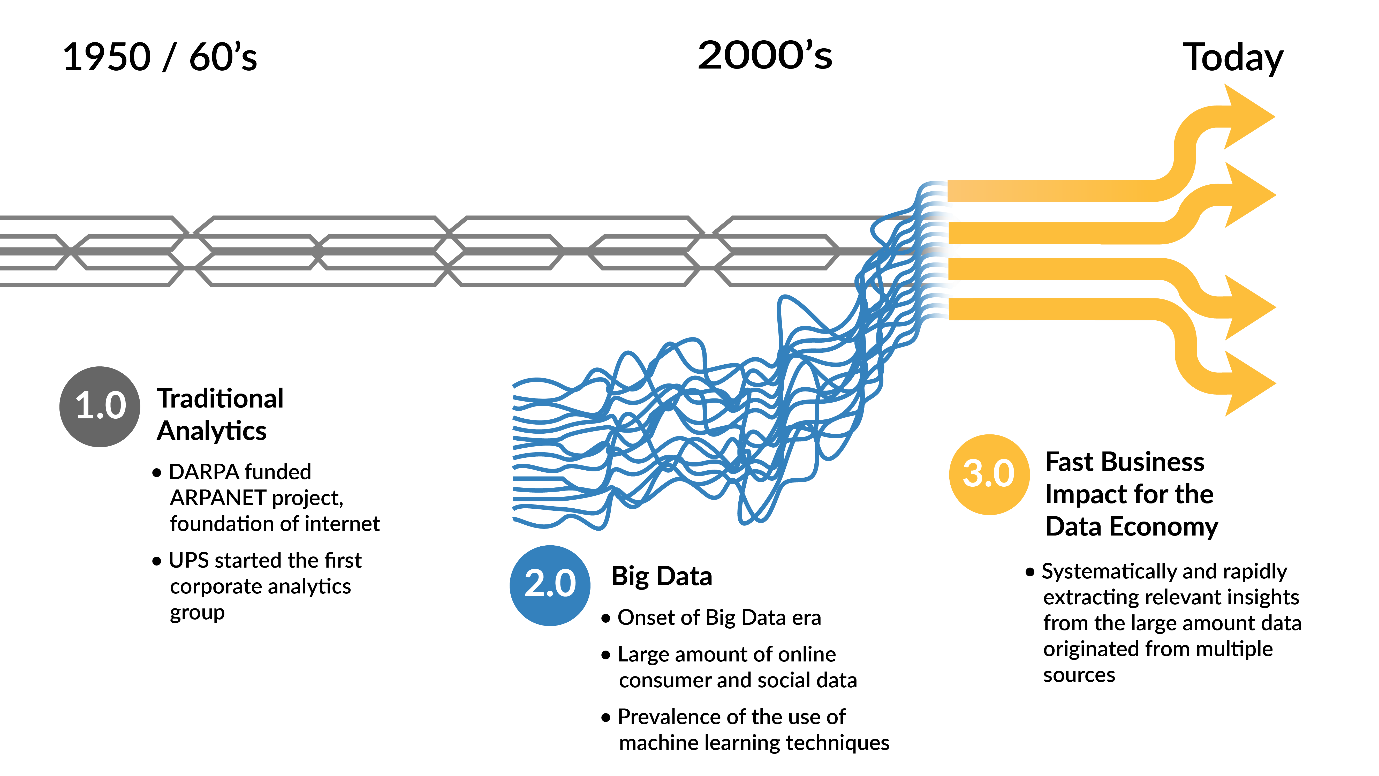 1950 / 60’s
2000’s
Today
1.0
Traditional
Analytics
• DARPA funded
ARPANET project,
foundation of internet
• UPS started the first
corporate analytics
group
2.0
Big Data
• Onset of Big Data era
• Large amount of online
consumer and social data
• Prevalence of the use of
machine learning techniques
3.0
Fast Business
Impact for the
Data Economy
• Systematically and rapidly
extracting relevant insights
from the large amount data
originated from multiple
sources